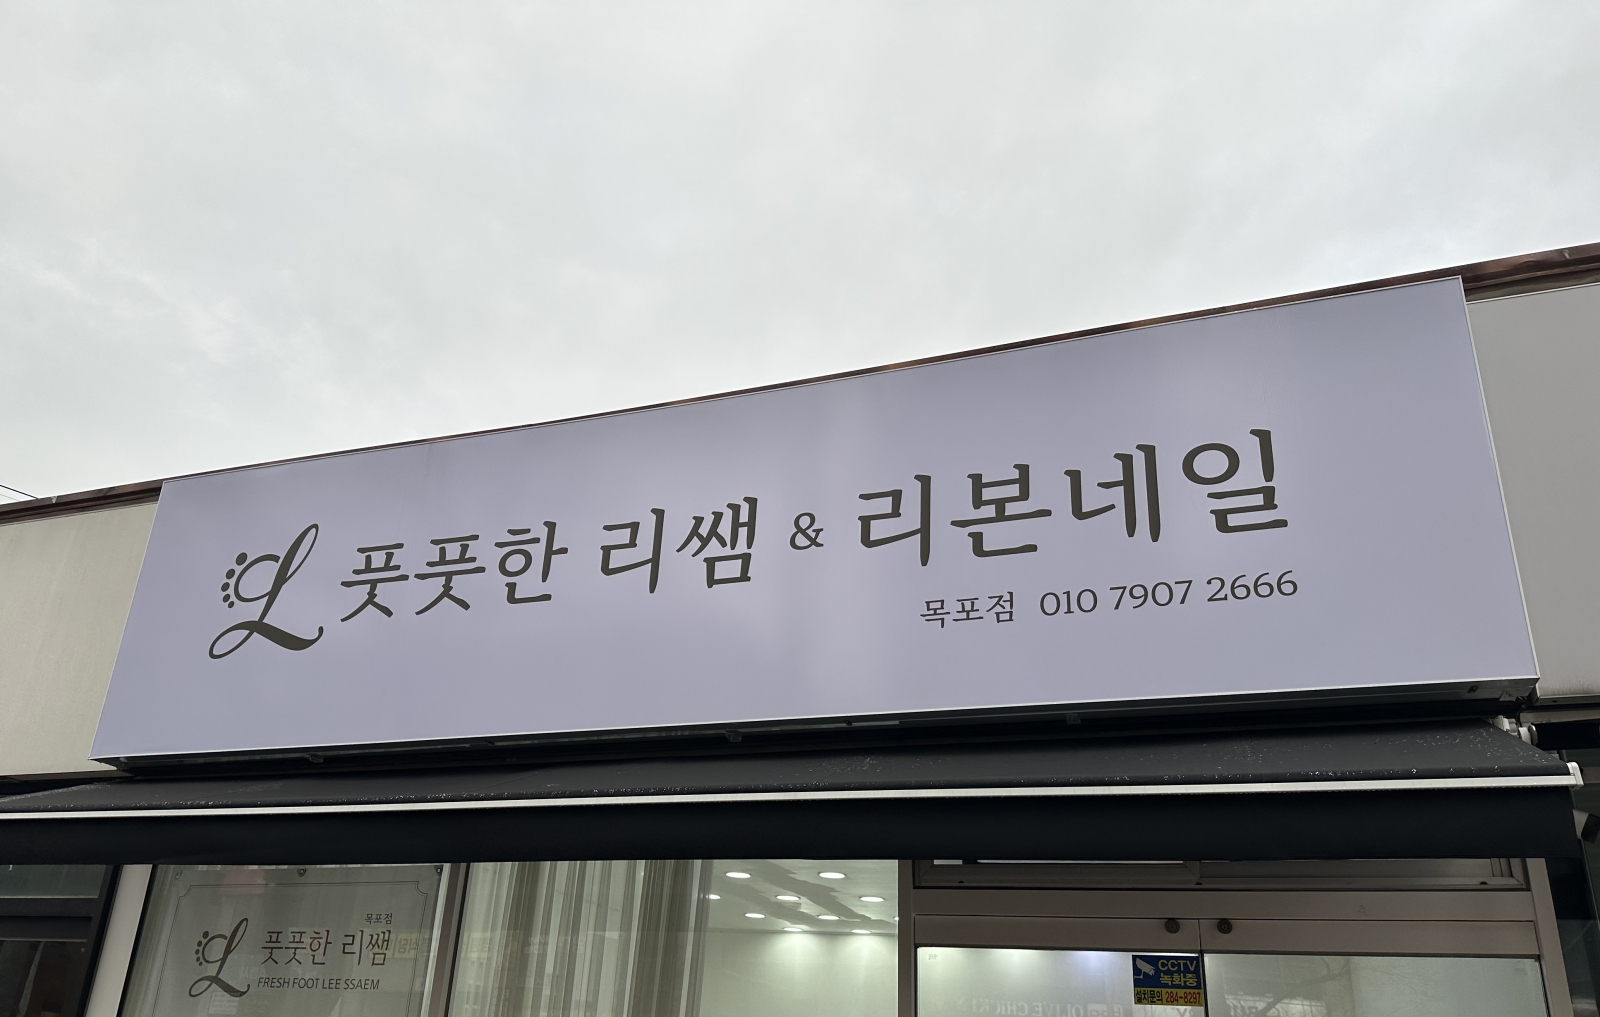 풋풋한 리쌤 & 리본네일
목포점 010 7907 2666
목포점
풋풋한 리쌤
FRESH FOOT LEE SSAEM
CCTV
녹화중
설치문의 284-8297